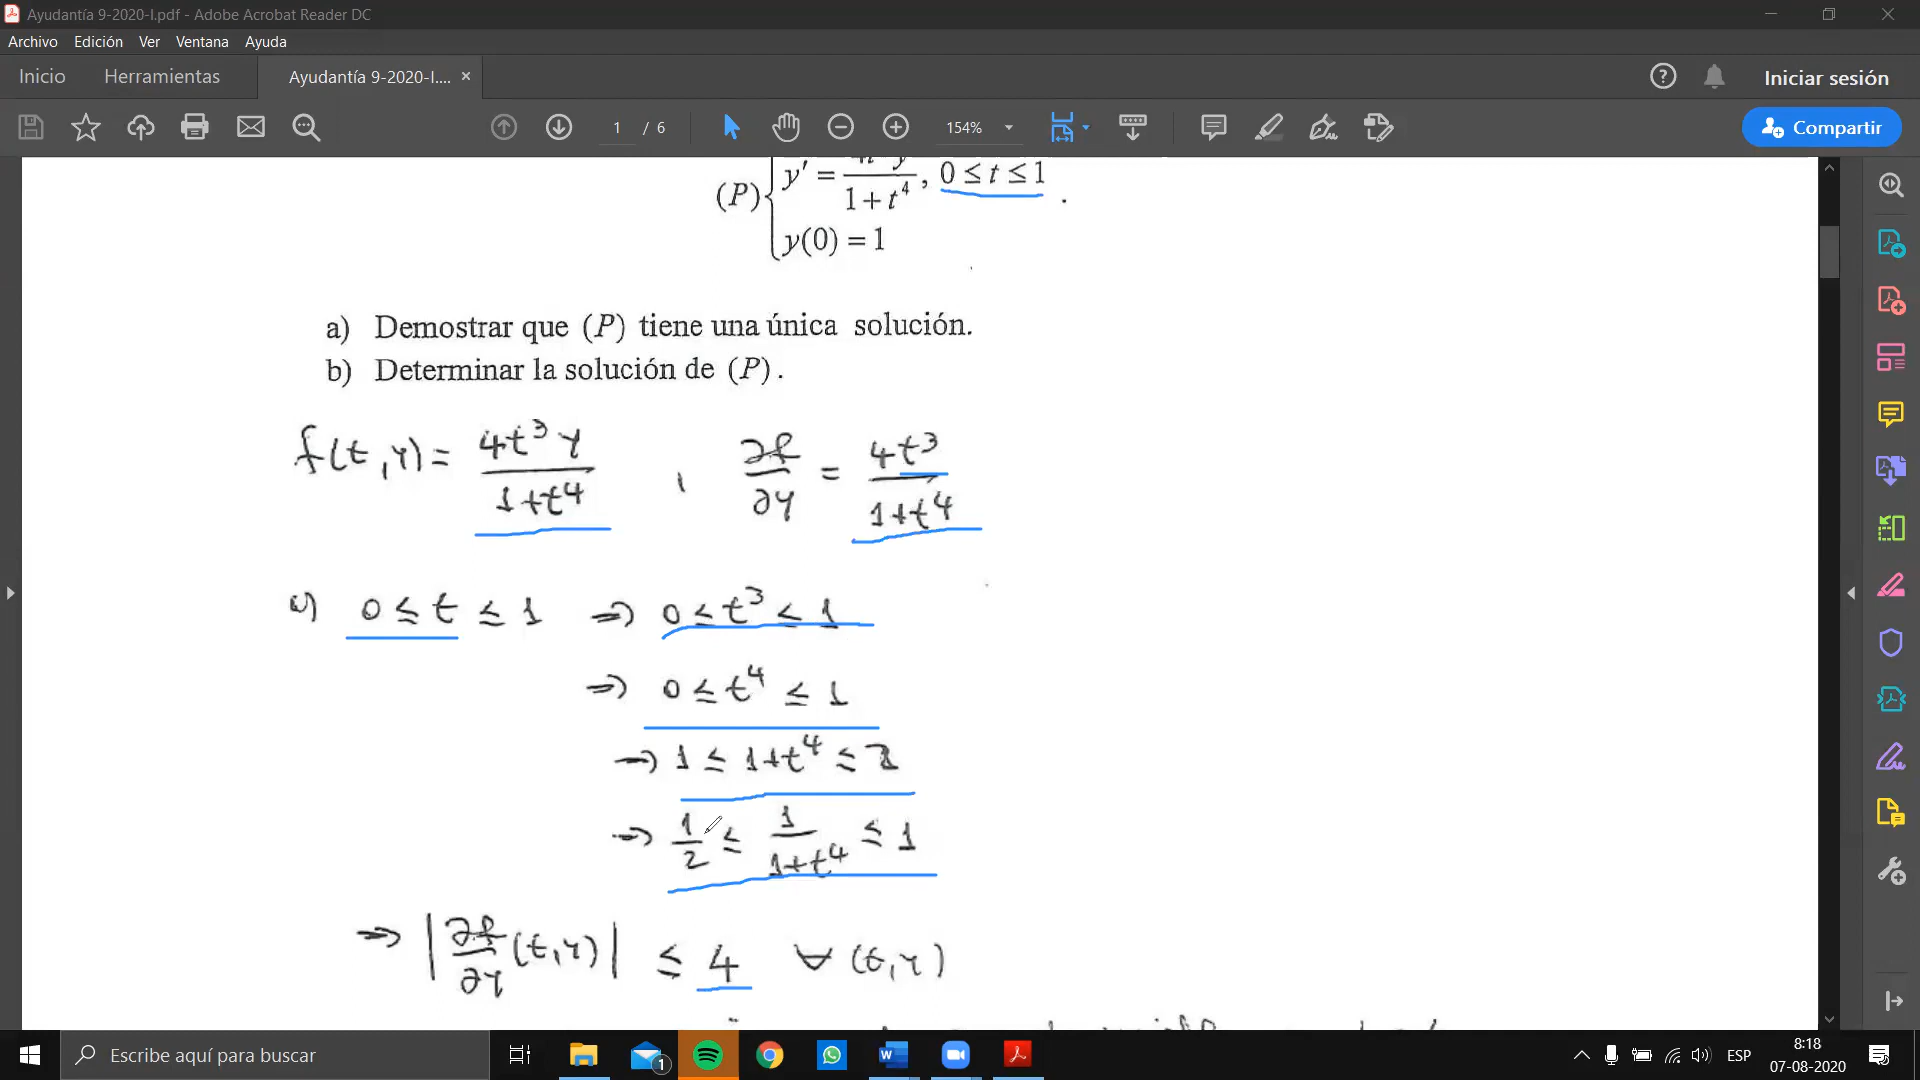 Ayudantía 9-2020-I.pdf - Adobe Acrobat Reader DC
Archivo Edición Ver Ventana Ayuda
Inicio Herramientas Ayudantía 9-2020-I.... × Iniciar sesión
1 / 6 154% Compartir
(P) { y' = 4t³y / 1 + t⁴ , 0 ≤ t ≤ 1 .
y(0) = 1
a) Demostrar que (P) tiene una única solución.
b) Determinar la solución de (P).
f(t,y) = 4t³y / 1+t⁴ , ∂f/∂y = 4t³ / 1+t⁴
a) 0 ≤ t ≤ 1 ⇒ 0 ≤ t³ ≤ 1
⇒ 0 ≤ t⁴ ≤ 1
⇒ 1 ≤ 1+t⁴ ≤ 2
⇒ 1/2 ≤ 1 / 1+t⁴ ≤ 1
⇒ |∂f/∂y (t,y)| ≤ 4 ∀ (t,y)
Escribe aquí para buscar 1 ESP 8:18
07-08-2020